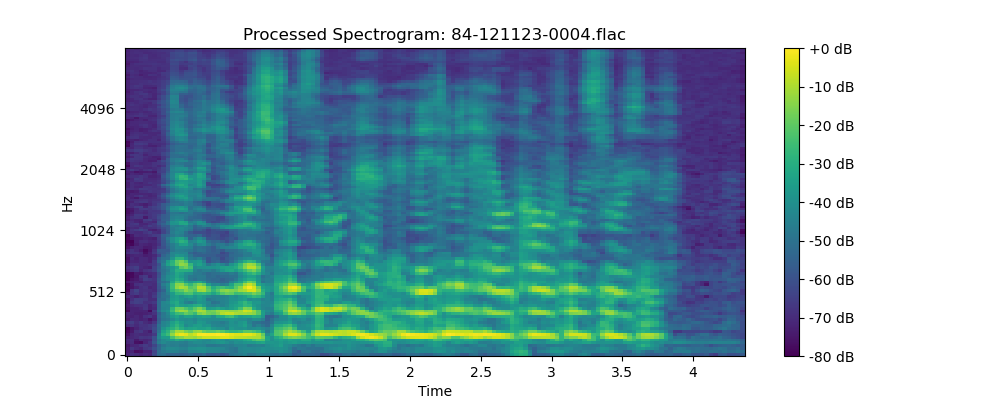 Processed Spectrogram: 84-121123-0004.flac
Hz
4096
2048
1024
512
0
0 0.5 1 1.5 2 2.5 3 3.5 4
Time
+0 dB
-10 dB
-20 dB
-30 dB
-40 dB
-50 dB
-60 dB
-70 dB
-80 dB